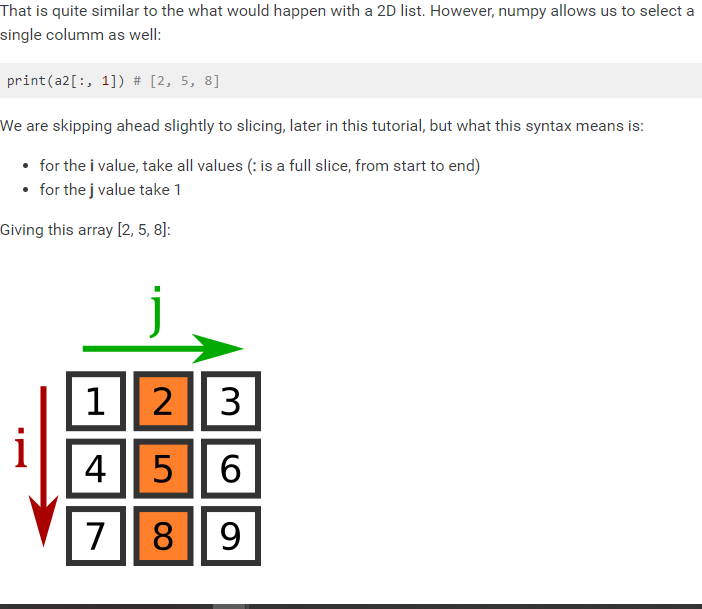 That is quite similar to the what would happen with a 2D list. However, numpy allows us to select a
single columm as well:
print(a2[:, 1]) # [2, 5, 8]
We are skipping ahead slightly to slicing, later in this tutorial, but what this syntax means is:
• for the i value, take all values (: is a full slice, from start to end)
• for the j value take 1
Giving this array [2, 5, 8]:
j
i
1 2 3
4 5 6
7 8 9